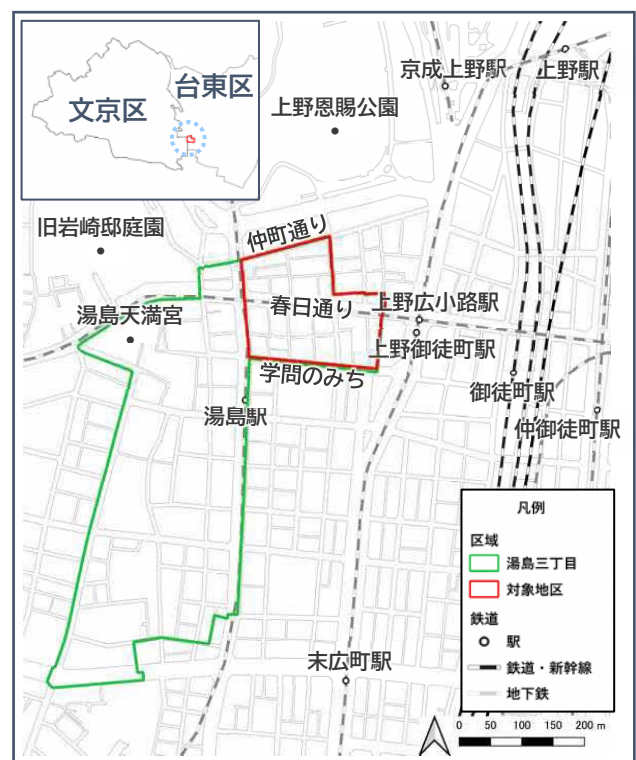 文京区
台東区
京成上野駅
上野駅
上野恩賜公園
旧岩崎邸庭園
仲町通り
春日通り
上野広小路駅
湯島天満宮
上野御徒町駅
学問のみち
御徒町駅
湯島駅
仲御徒町駅
凡例
区域
湯島三丁目
対象地区
鉄道
駅
鉄道・新幹線
地下鉄
末広町駅
0 50 100 150 200 m